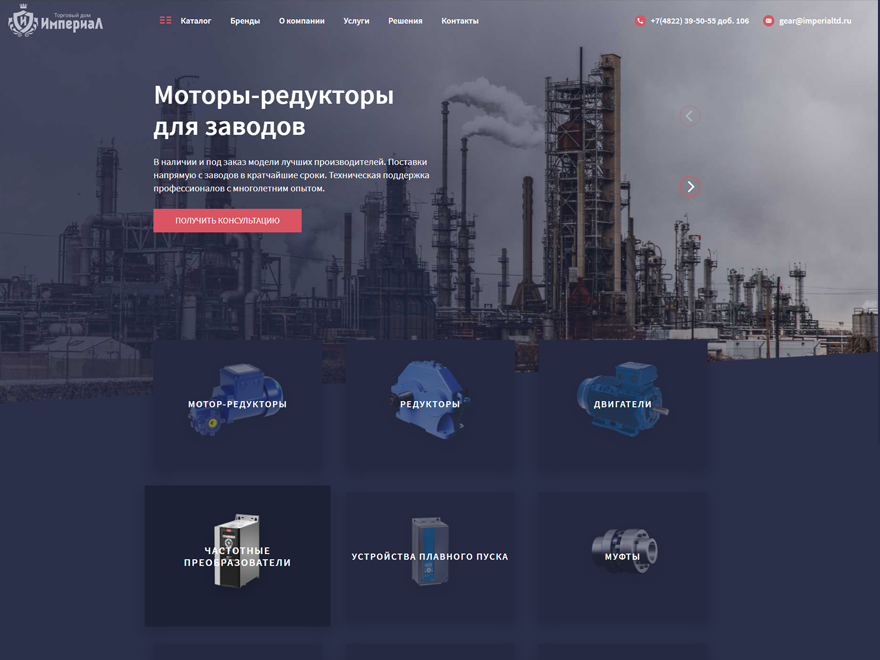 Торговый дом
ИмпериаЛ
Каталог
Бренды
О компании
Услуги
Решения
Контакты
+7(4822) 39-50-55 доб. 106
gear@imperialtd.ru
Моторы-редукторы
для заводов
В наличии и под заказ модели лучших производителей. Поставки
напрямую с заводов в кратчайшие сроки. Техническая поддержка
профессионалов с многолетним опытом.
ПОЛУЧИТЬ КОНСУЛЬТАЦИЮ
МОТОР-РЕДУКТОРЫ
РЕДУКТОРЫ
ДВИГАТЕЛИ
ЧАСТОТНЫЕ
ПРЕОБРАЗОВАТЕЛИ
УСТРОЙСТВА ПЛАВНОГО ПУСКА
МУФТЫ